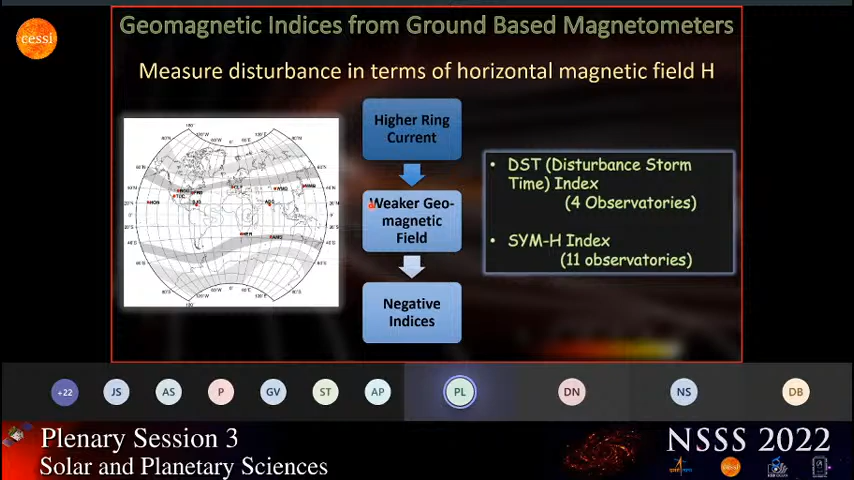 cessi
Geomagnetic Indices from Ground Based Magnetometers
Measure disturbance in terms of horizontal magnetic field H
Higher Ring
Current
Weaker Geo-
magnetic
Field
Negative
Indices
• DST (Disturbance Storm
Time) Index
(4 Observatories)
• SYM-H Index
(11 observatories)
+22
JS
AS
P
GV
ST
AP
PL
DN
NS
DB
Plenary Session 3
Solar and Planetary Sciences
NSSS 2022
cessi